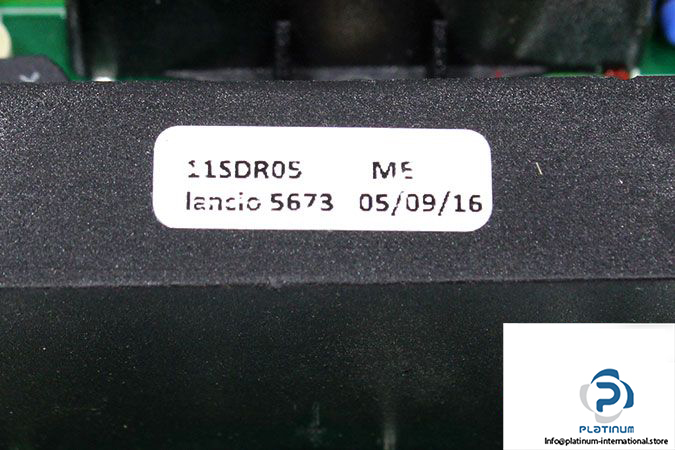 11SDR05 ME
lancio 5673 05/09/16
PLATINUM
Info@platinum-international.store